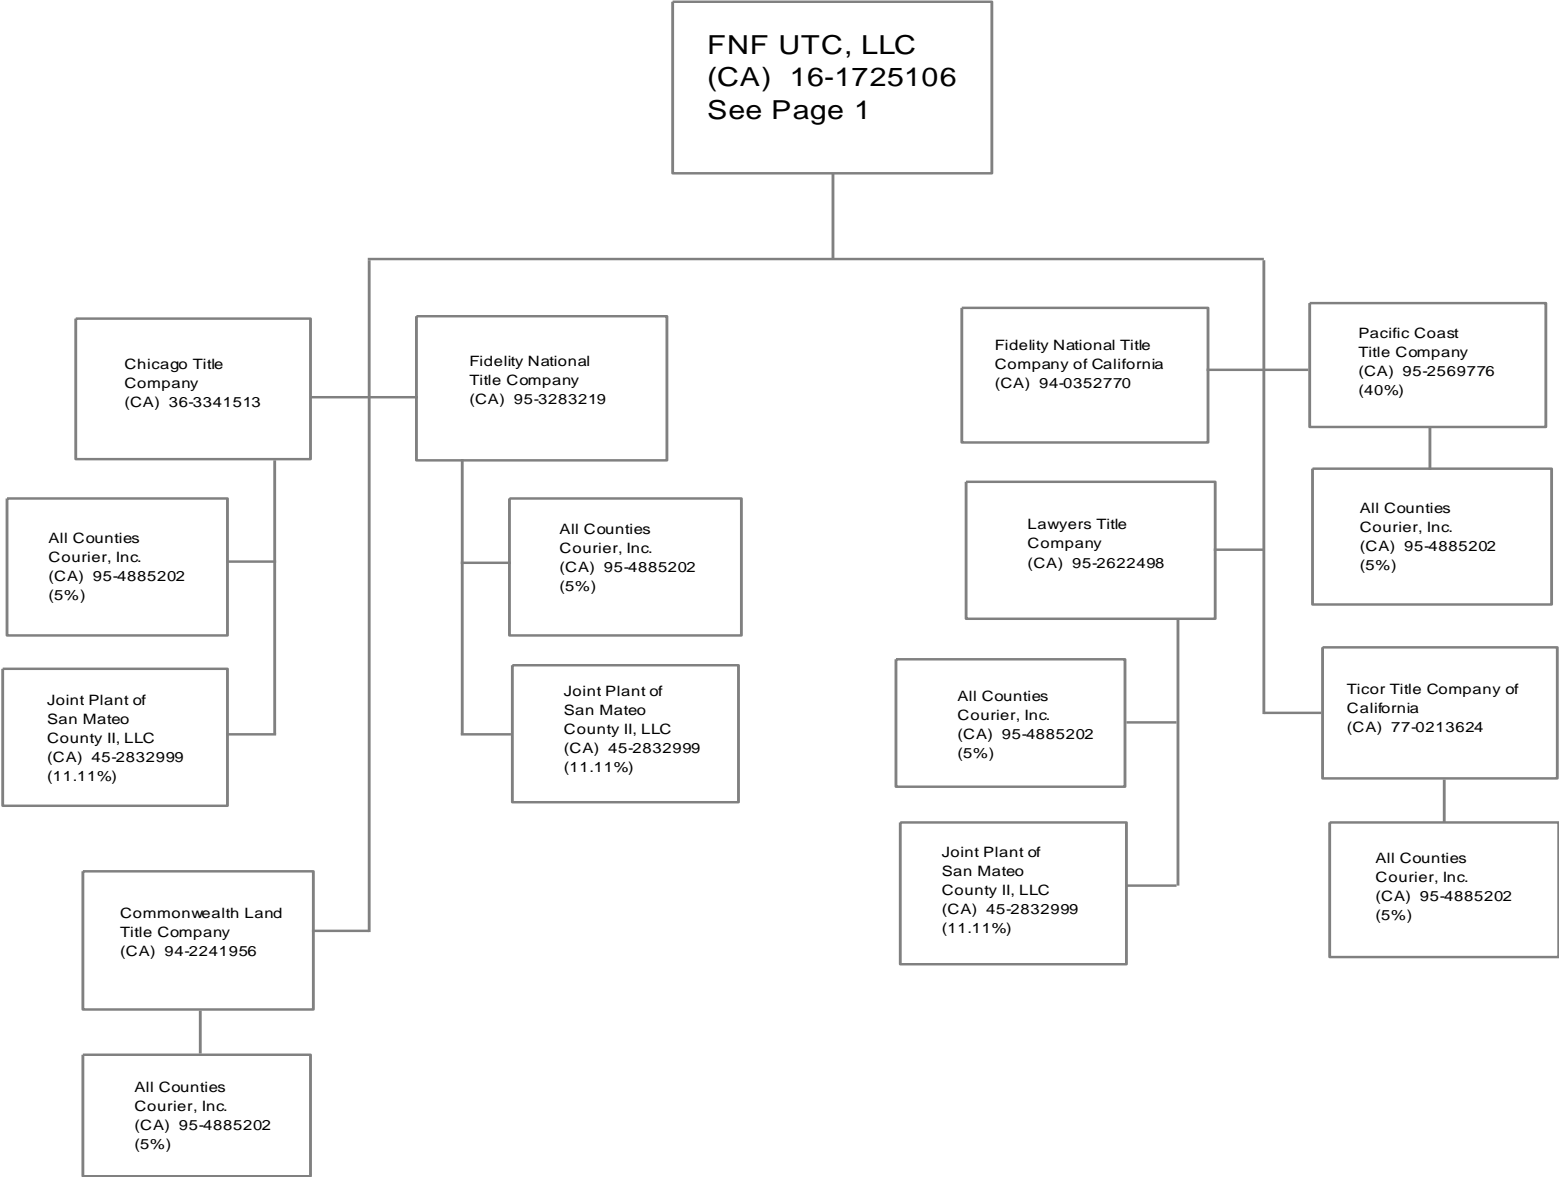 FNF UTC, LLC
(CA) 16-1725106
See Page 1
Chicago Title
Company
(CA) 36-3341513
Fidelity National
Title Company
(CA) 95-3283219
Fidelity National Title
Company of California
(CA) 94-0352770
Pacific Coast
Title Company
(CA) 95-2569776
(40%)
All Counties
Courier, Inc.
(CA) 95-4885202
(5%)
All Counties
Courier, Inc.
(CA) 95-4885202
(5%)
Lawyers Title
Company
(CA) 95-2622498
All Counties
Courier, Inc.
(CA) 95-4885202
(5%)
Joint Plant of
San Mateo
County II, LLC
(CA) 45-2832999
(11.11%)
Joint Plant of
San Mateo
County II, LLC
(CA) 45-2832999
(11.11%)
All Counties
Courier, Inc.
(CA) 95-4885202
(5%)
Ticor Title Company of
California
(CA) 77-0213624
Joint Plant of
San Mateo
County II, LLC
(CA) 45-2832999
(11.11%)
All Counties
Courier, Inc.
(CA) 95-4885202
(5%)
Commonwealth Land
Title Company
(CA) 94-2241956
All Counties
Courier, Inc.
(CA) 95-4885202
(5%)